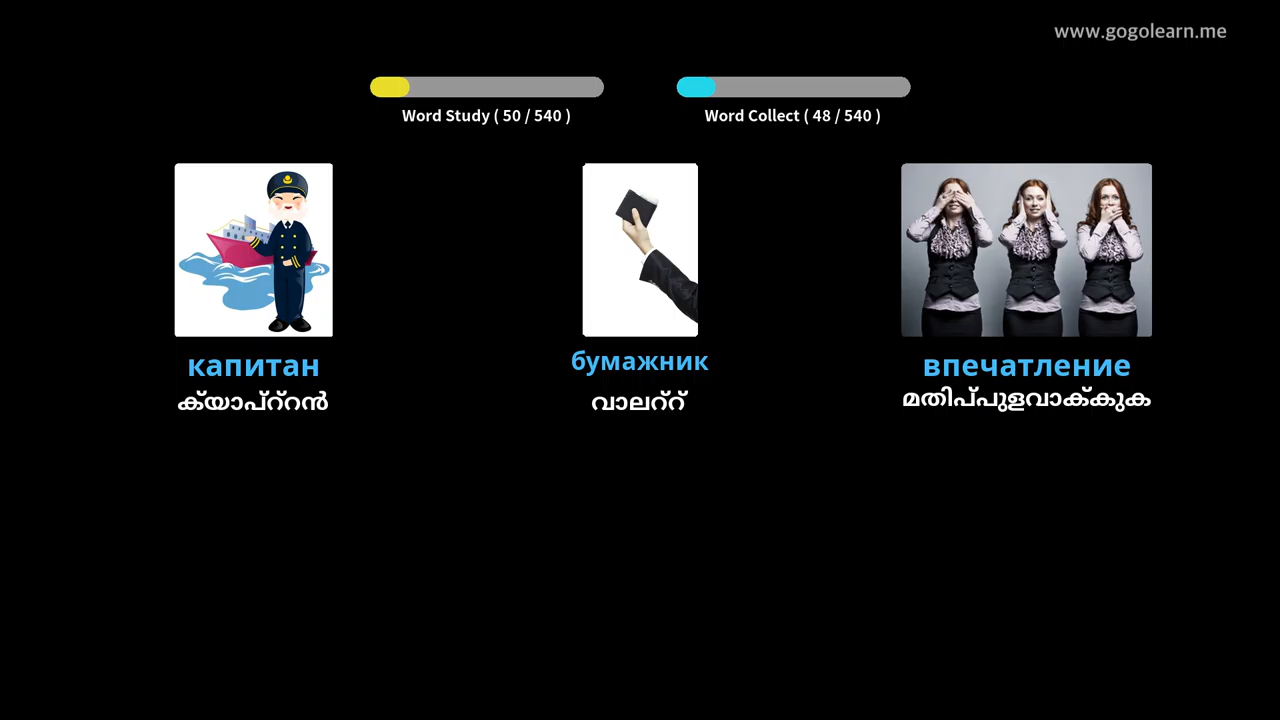 www.gogolearn.me
Word Study ( 50 / 540 )
Word Collect ( 48 / 540 )
капитан
бумажник
впечатление
ക്യാപ്റ്റൻ
വാലറ്റ്
മതിപ്പുളവാക്കുക